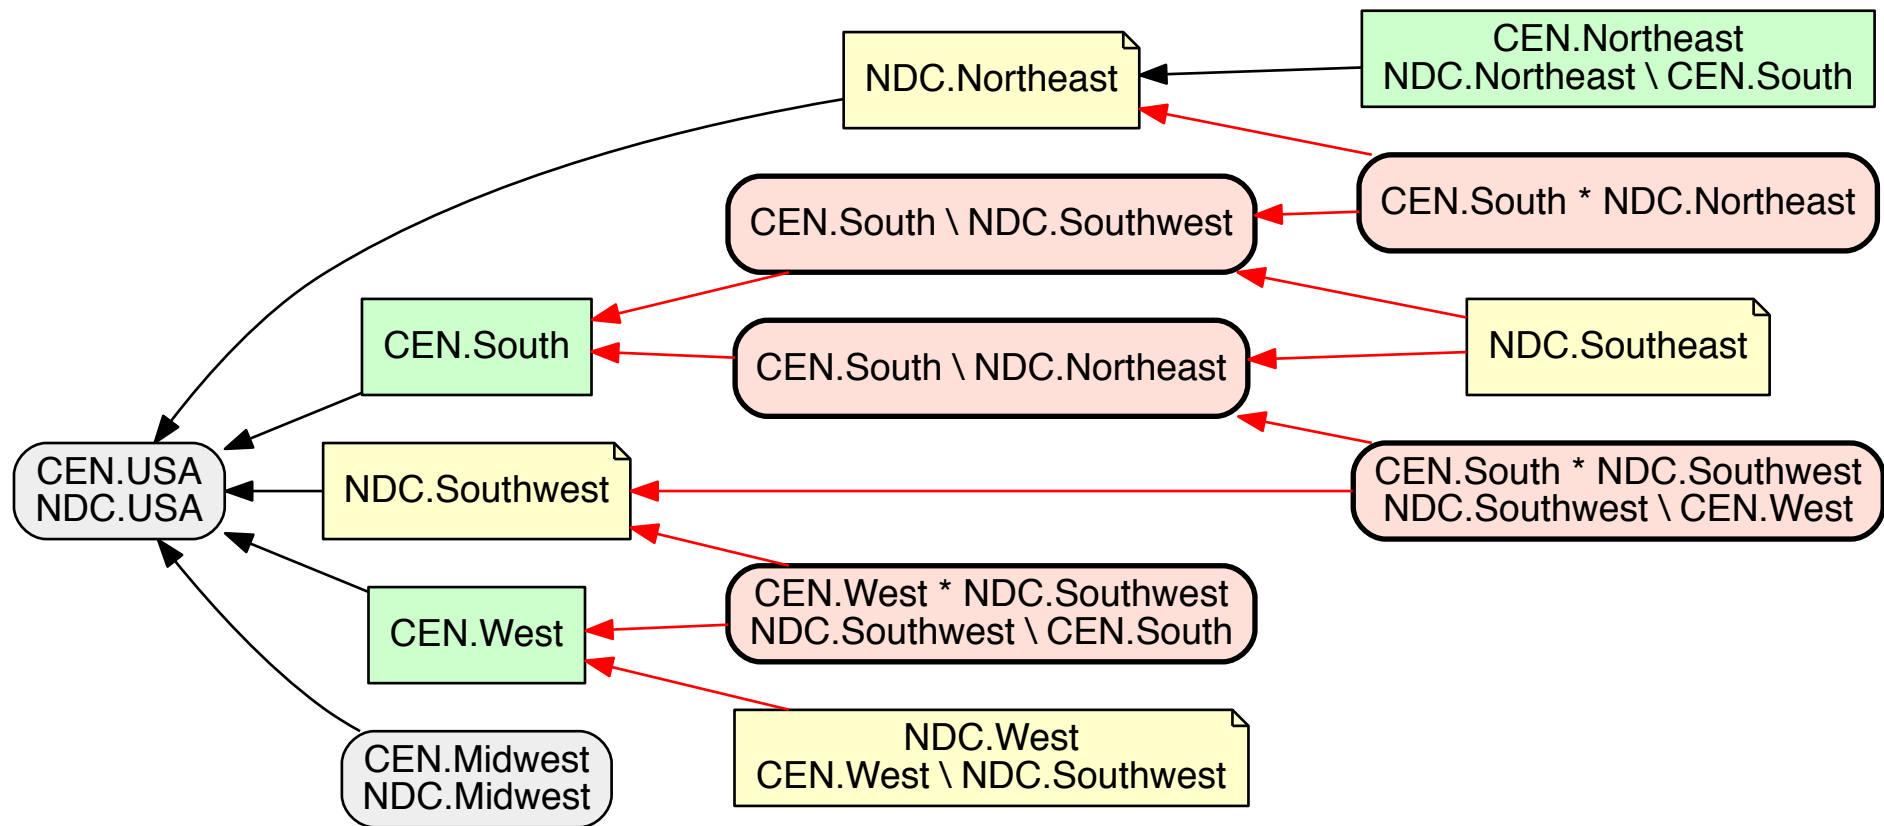 CEN.Northeast
NDC.Northeast \ CEN.South
NDC.Northeast
CEN.South * NDC.Northeast
CEN.South \ NDC.Southwest
CEN.South
NDC.Southeast
CEN.South \ NDC.Northeast
CEN.USA
NDC.USA
NDC.Southwest
CEN.South * NDC.Southwest
NDC.Southwest \ CEN.West
CEN.West * NDC.Southwest
NDC.Southwest \ CEN.South
CEN.West
NDC.West
CEN.West \ NDC.Southwest
CEN.Midwest
NDC.Midwest